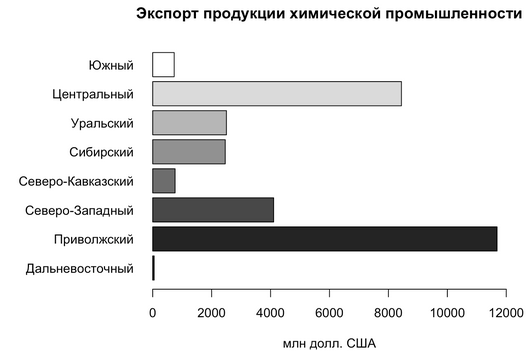 Экспорт продукции химической промышленности
Южный
Центральный
Уральский
Сибирский
Северо-Кавказский
Северо-Западный
Приволжский
Дальневосточный
0 2000 4000 6000 8000 10000 12000
млн долл. США